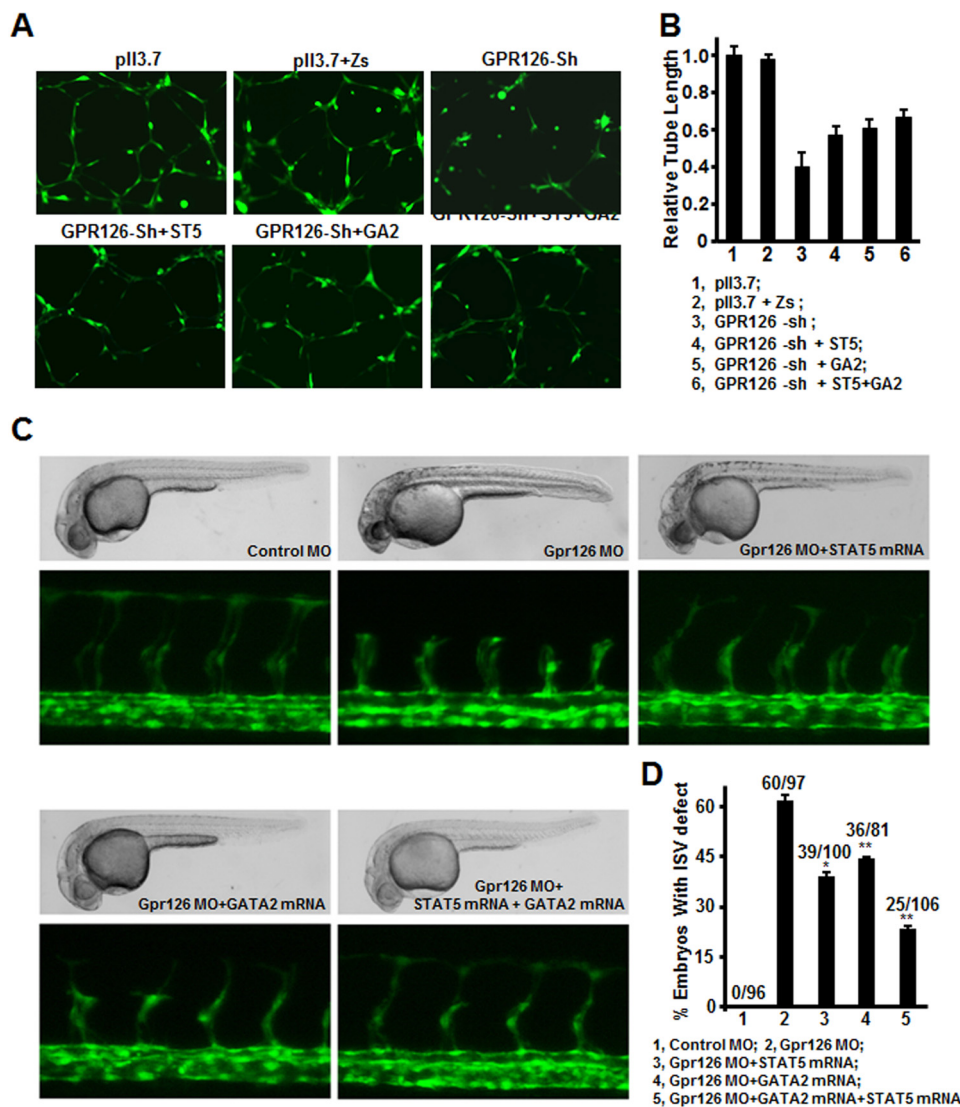 A
pll3.7
pll3.7+Zs
GPR126-Sh
GPR126-Sh+ST5
GPR126-Sh+GA2
GPR126-Sh+ST5+GA2
B
Relative Tube Length
1.0
0.8
0.6
0.4
0.2
0
1 2 3 4 5 6
1, pll3.7;
2, pll3.7 + Zs ;
3, GPR126 -sh ;
4, GPR126 -sh + ST5;
5, GPR126 -sh + GA2;
6, GPR126 -sh + ST5+GA2
C
Control MO
Gpr126 MO
Gpr126 MO+STAT5 mRNA
Gpr126 MO+GATA2 mRNA
Gpr126 MO+
STAT5 mRNA + GATA2 mRNA
D
% Embryos With ISV defect
60
45
30
15
0
0/96
60/97
39/100
*
36/81
**
25/106
**
1 2 3 4 5
1, Control MO; 2, Gpr126 MO;
3, Gpr126 MO+STAT5 mRNA;
4, Gpr126 MO+GATA2 mRNA;
5, Gpr126 MO+GATA2 mRNA+STAT5 mRNA